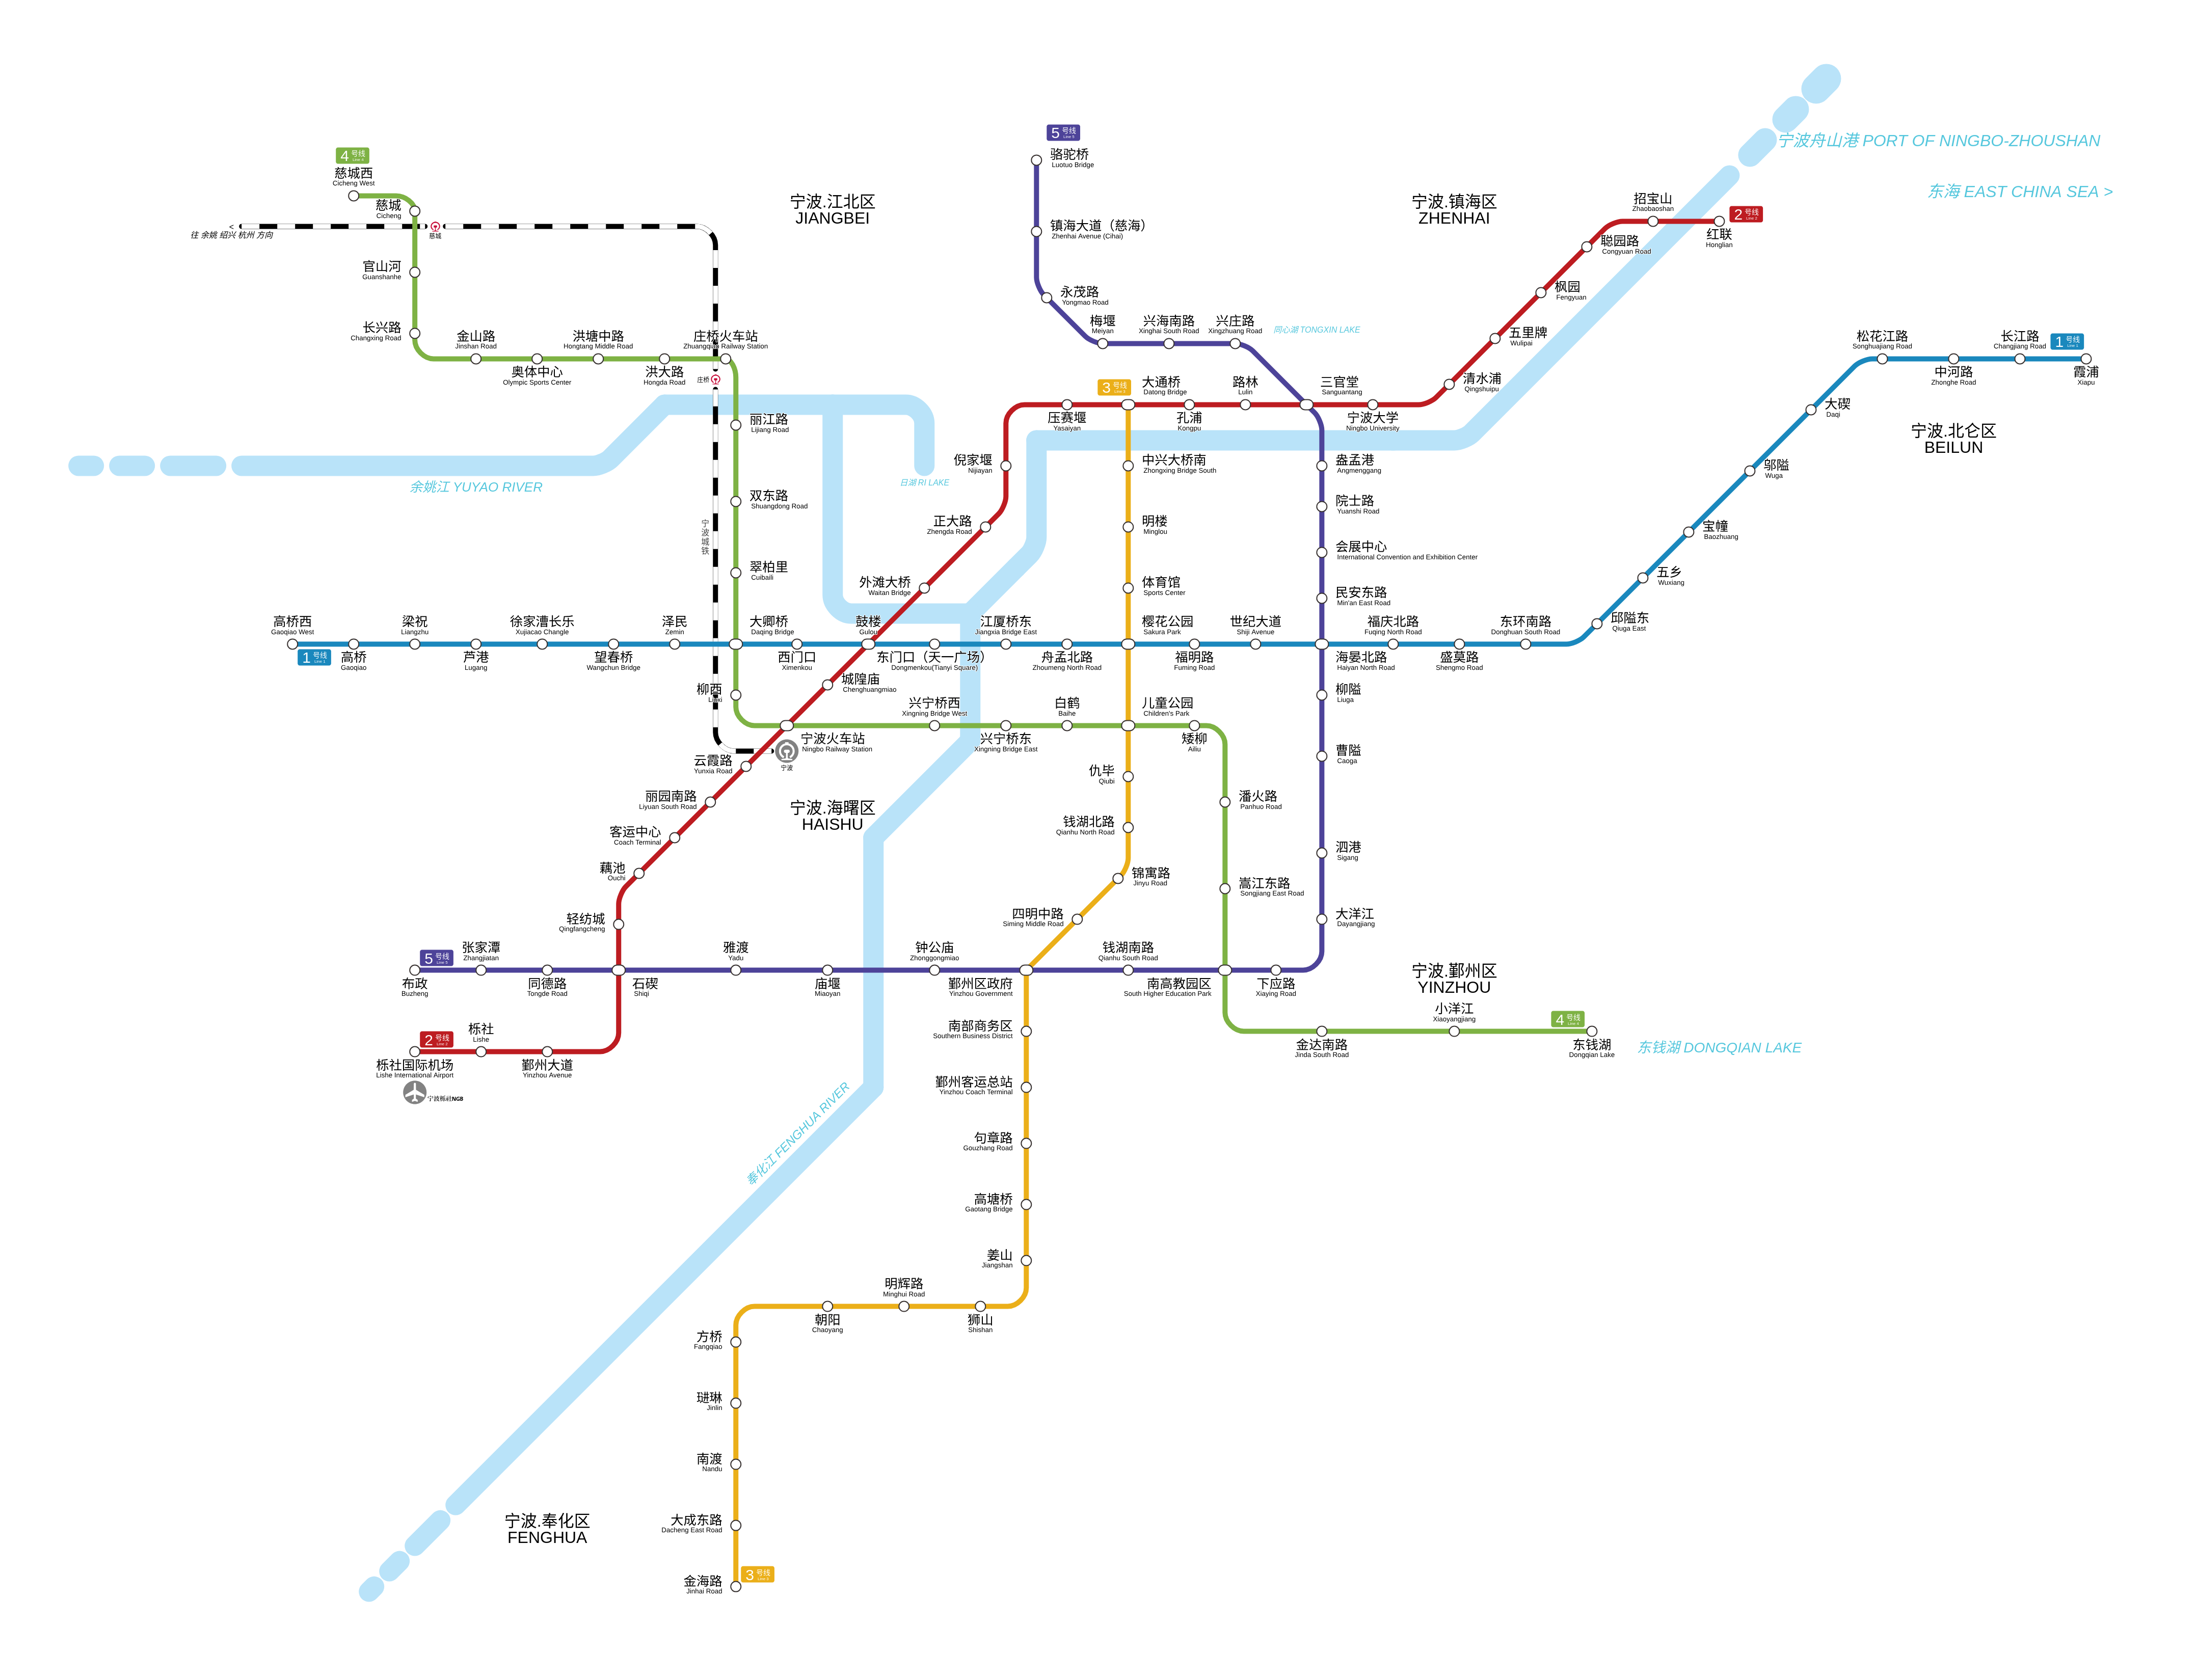 宁波舟山港 PORT OF NINGBO-ZHOUSHAN
东海 EAST CHINA SEA >
宁波.江北区
JIANGBEI
宁波.镇海区
ZHENHAI
宁波.北仑区
BEILUN
宁波.海曙区
HAISHU
宁波.鄞州区
YINZHOU
宁波.奉化区
FENGHUA
余姚江 YUYAO RIVER
日湖 RI LAKE
同心湖 TONGXIN LAKE
东钱湖 DONGQIAN LAKE
奉化江 FENGHUA RIVER
<
往 余姚 绍兴 杭州 方向
慈城
庄桥
宁波城铁
宁波
4 号线
Line 4
慈城西
Cicheng West
慈城
Cicheng
官山河
Guanshanhe
长兴路
Changxing Road
金山路
Jinshan Road
奥体中心
Olympic Sports Center
洪塘中路
Hongtang Middle Road
洪大路
Hongda Road
庄桥火车站
Zhuangqiao Railway Station
丽江路
Lijiang Road
双东路
Shuangdong Road
翠柏里
Cuibaili
大卿桥
Daqing Bridge
柳西
Liuxi
宁波火车站
Ningbo Railway Station
兴宁桥西
Xingning Bridge West
兴宁桥东
Xingning Bridge East
白鹤
Baihe
儿童公园
Children's Park
矮柳
Ailiu
潘火路
Panhuo Road
嵩江东路
Songjiang East Road
南高教园区
South Higher Education Park
金达南路
Jinda South Road
小洋江
Xiaoyangjiang
4 号线
Line 4
东钱湖
Dongqian Lake
5 号线
Line 5
骆驼桥
Luotuo Bridge
镇海大道（慈海）
Zhenhai Avenue (Cihai)
永茂路
Yongmao Road
梅堰
Meiyan
兴海南路
Xinghai South Road
兴庄路
Xingzhuang Road
三官堂
Sanguantang
盎孟港
Angmenggang
院士路
Yuanshi Road
会展中心
International Convention and Exhibition Center
民安东路
Min'an East Road
海晏北路
Haiyan North Road
柳隘
Liuga
曹隘
Caoga
泗港
Sigang
大洋江
Dayangjiang
下应路
Xiaying Road
钱湖南路
Qianhu South Road
鄞州区政府
Yinzhou Government
钟公庙
Zhonggongmiao
庙堰
Miaoyan
雅渡
Yadu
石碶
Shiqi
同德路
Tongde Road
张家潭
Zhangjiatan
5 号线
Line 5
布政
Buzheng
2 号线
Line 2
红联
Honglian
招宝山
Zhaobaoshan
聪园路
Congyuan Road
枫园
Fengyuan
五里牌
Wulipai
清水浦
Qingshuipu
宁波大学
Ningbo University
路林
Lulin
孔浦
Kongpu
大通桥
Datong Bridge
压赛堰
Yasaiyan
倪家堰
Nijiayan
正大路
Zhengda Road
外滩大桥
Waitan Bridge
鼓楼
Gulou
城隍庙
Chenghuangmiao
云霞路
Yunxia Road
丽园南路
Liyuan South Road
客运中心
Coach Terminal
藕池
Ouchi
轻纺城
Qingfangcheng
鄞州大道
Yinzhou Avenue
栎社
Lishe
2 号线
Line 2
栎社国际机场
Lishe International Airport
宁波栎社NGB
高桥西
Gaoqiao West
1 号线
Line 1
高桥
Gaoqiao
梁祝
Liangzhu
芦港
Lugang
徐家漕长乐
Xujiacao Changle
望春桥
Wangchun Bridge
泽民
Zemin
西门口
Ximenkou
东门口（天一广场）
Dongmenkou(Tianyi Square)
江厦桥东
Jiangxia Bridge East
舟孟北路
Zhoumeng North Road
樱花公园
Sakura Park
福明路
Fuming Road
世纪大道
Shiji Avenue
福庆北路
Fuqing North Road
盛莫路
Shengmo Road
东环南路
Donghuan South Road
邱隘东
Qiuga East
五乡
Wuxiang
宝幢
Baozhuang
邬隘
Wuga
大碶
Daqi
松花江路
Songhuajiang Road
中河路
Zhonghe Road
长江路
Changjiang Road
1 号线
Line 1
霞浦
Xiapu
3 号线
Line 3
中兴大桥南
Zhongxing Bridge South
明楼
Minglou
体育馆
Sports Center
仇毕
Qiubi
钱湖北路
Qianhu North Road
锦寓路
Jinyu Road
四明中路
Siming Middle Road
南部商务区
Southern Business District
鄞州客运总站
Yinzhou Coach Terminal
句章路
Gouzhang Road
高塘桥
Gaotang Bridge
姜山
Jiangshan
狮山
Shishan
明辉路
Minghui Road
朝阳
Chaoyang
方桥
Fangqiao
琎琳
Jinlin
南渡
Nandu
大成东路
Dacheng East Road
3 号线
Line 3
金海路
Jinhai Road